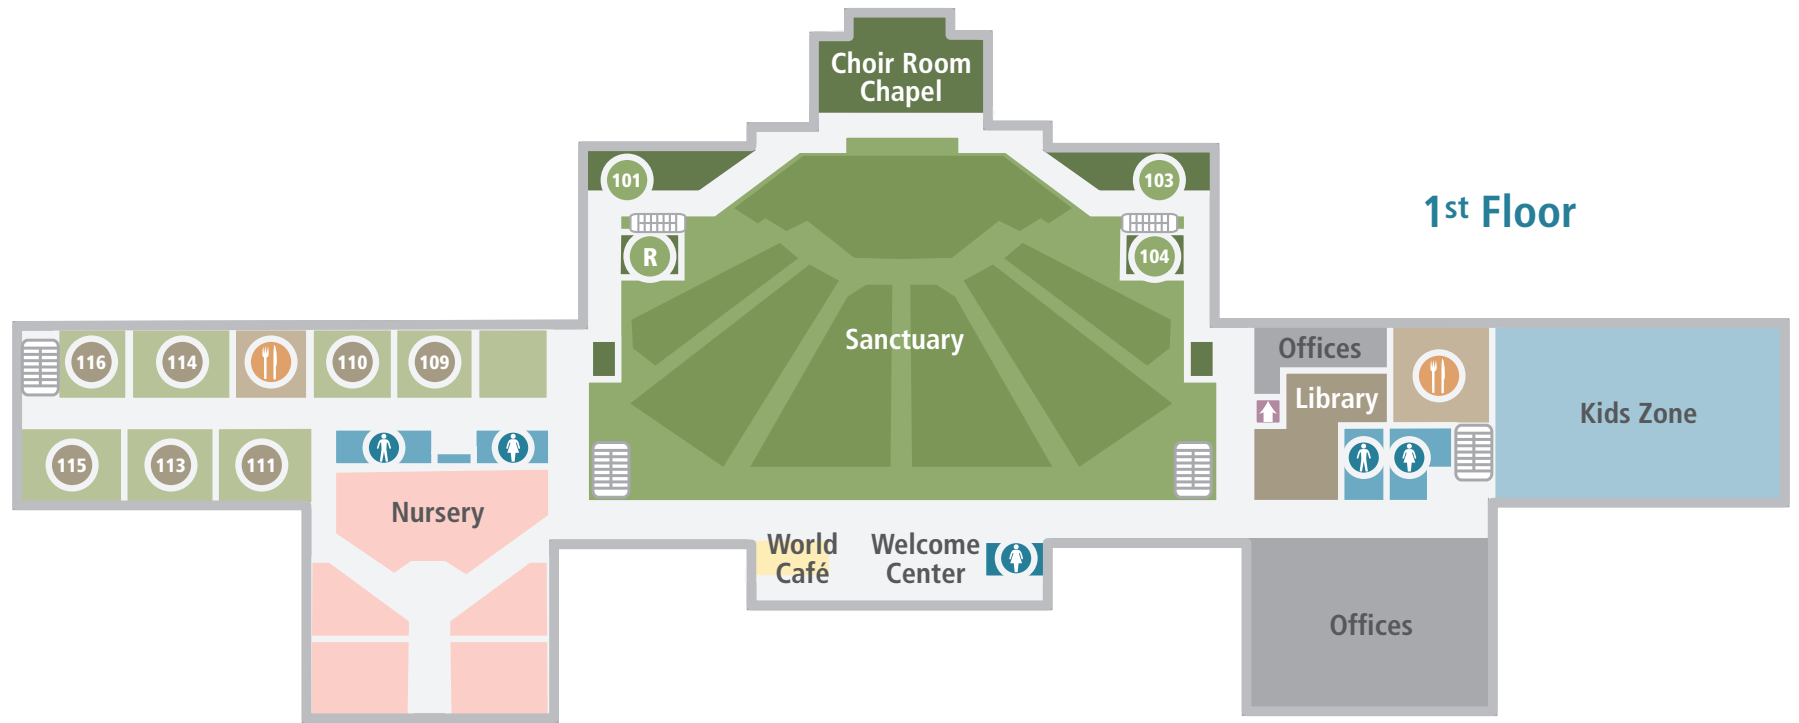 Choir Room
Chapel
101
103
1st Floor
R
104
Sanctuary
116
114
110
109
Offices
Library
Kids Zone
115
113
111
Nursery
World
Café
Welcome
Center
Offices